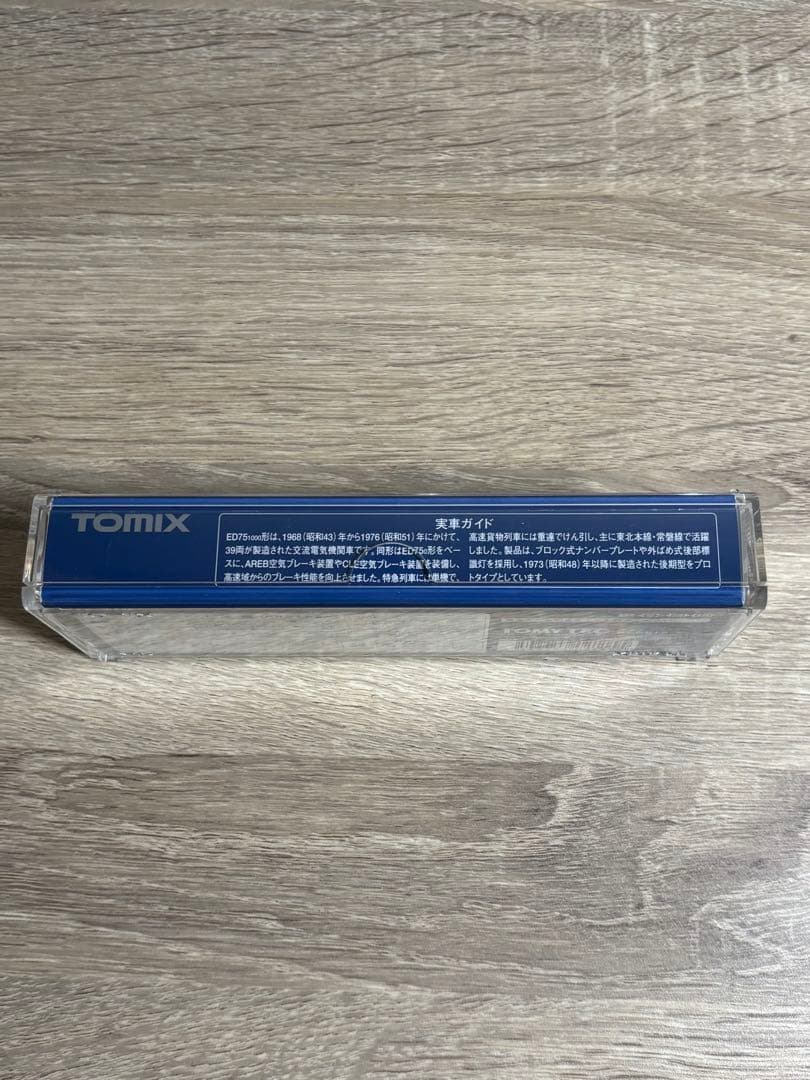 TOMIX
実車ガイド
ED751000形は、1968(昭和43)年から1976(昭和51)年にかけて、
39両が製造された交流電気機関車です。同形はED750形をベー
スに、AREB空気ブレーキ装置やCLE空気ブレーキ装置を装備し、
高速域からのブレーキ性能を向上させました。特急列車には単機で、
高速貨物列車には重連でけん引し、主に東北本線・常磐線で活躍
しました。製品は、ブロック式ナンバープレートや外ばめ式後部標
識灯を採用し、1973(昭和48)年以降に製造された後期型をプロ
トタイプとしています。